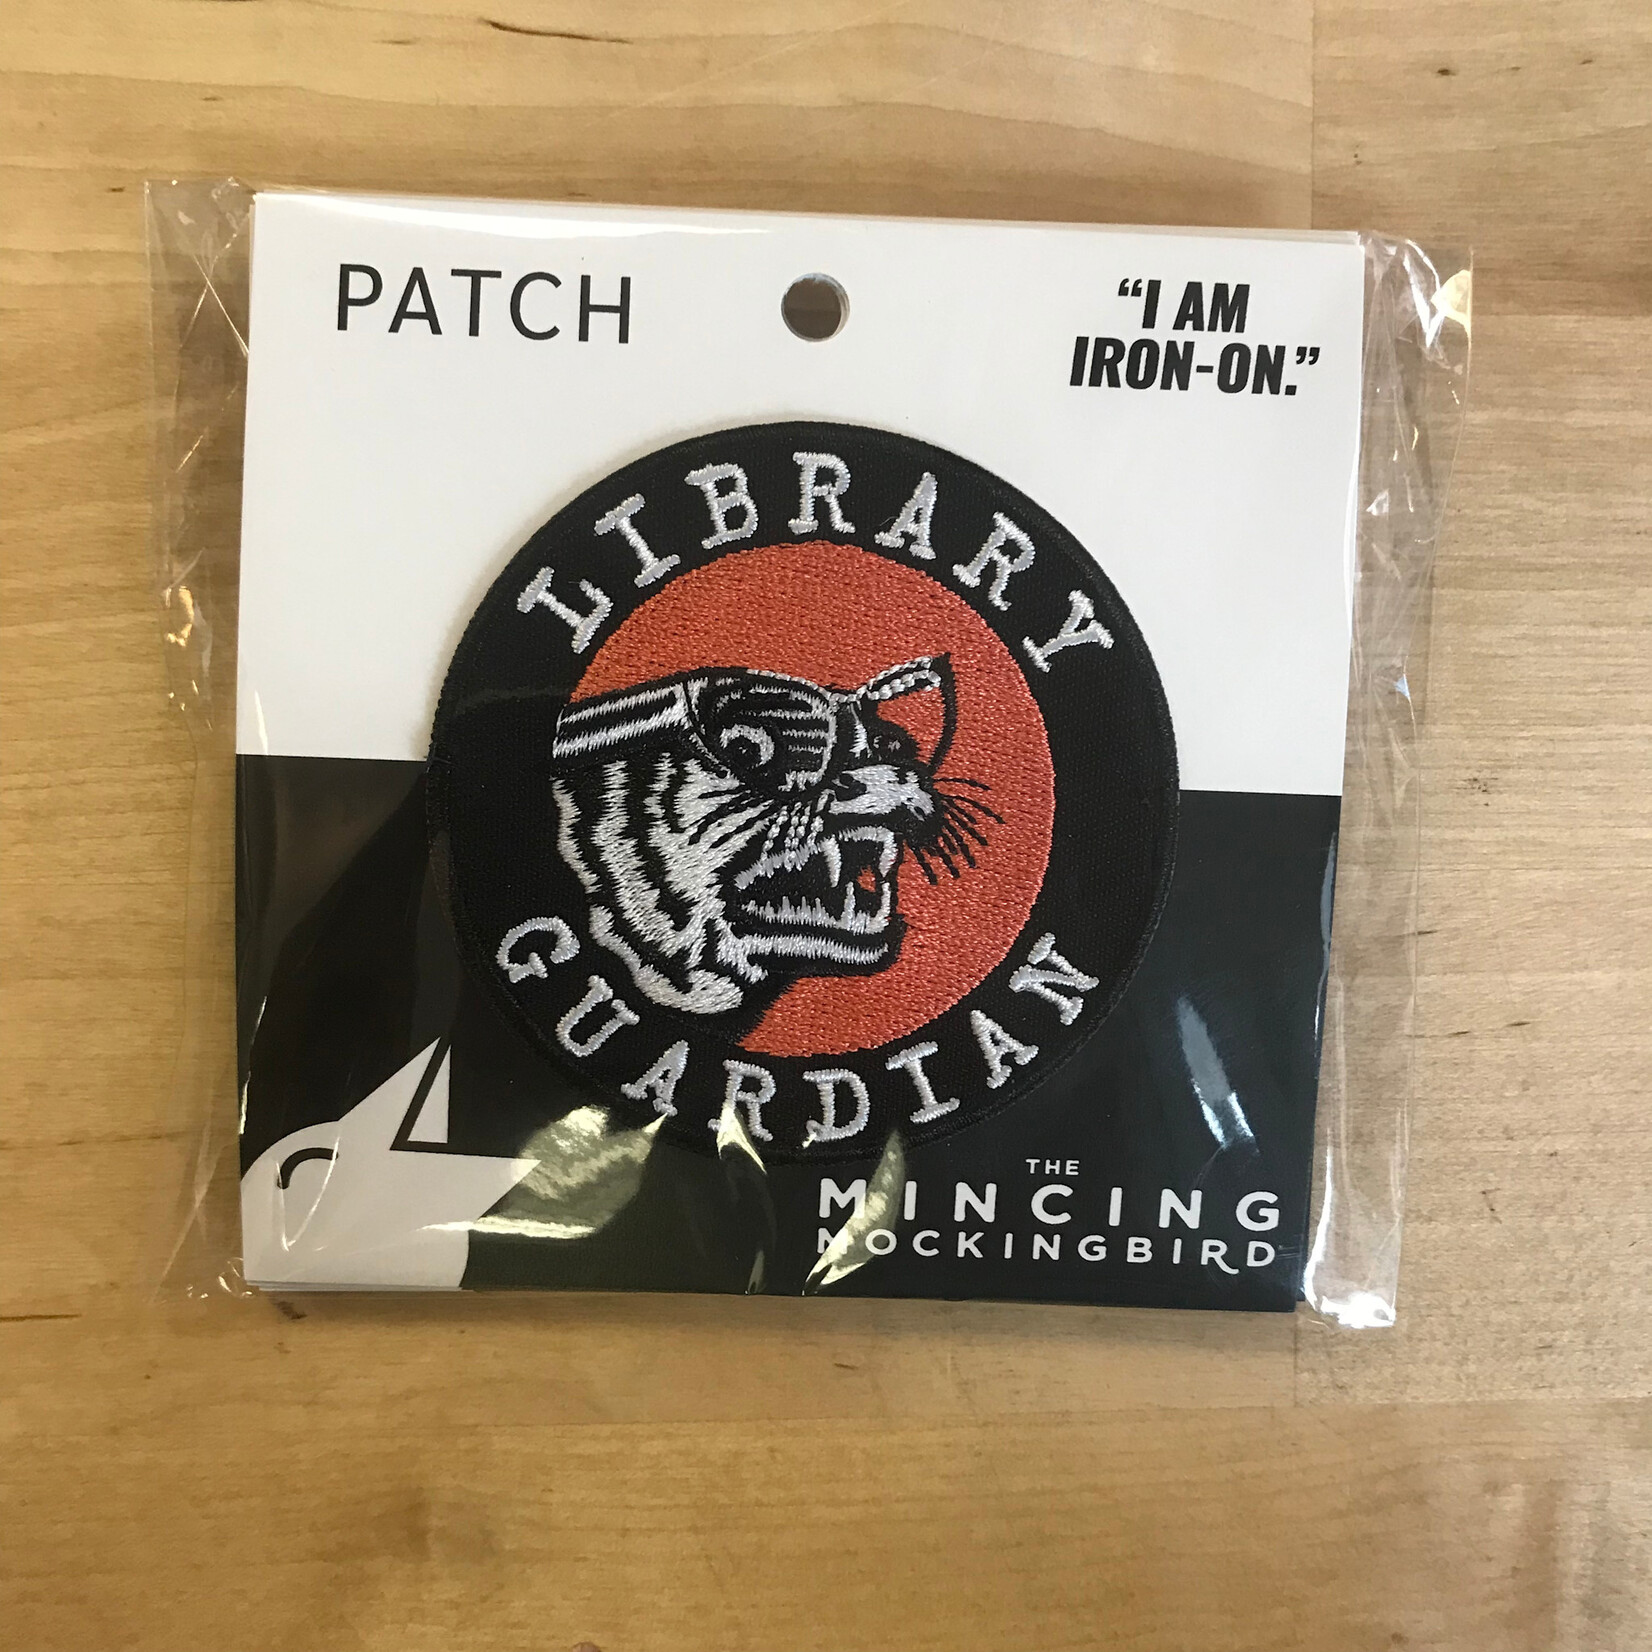 PATCH
“I AM
IRON-ON.”
LIBRARY
GUARDIAN
THE
MINCING
MOCKINGBIRD